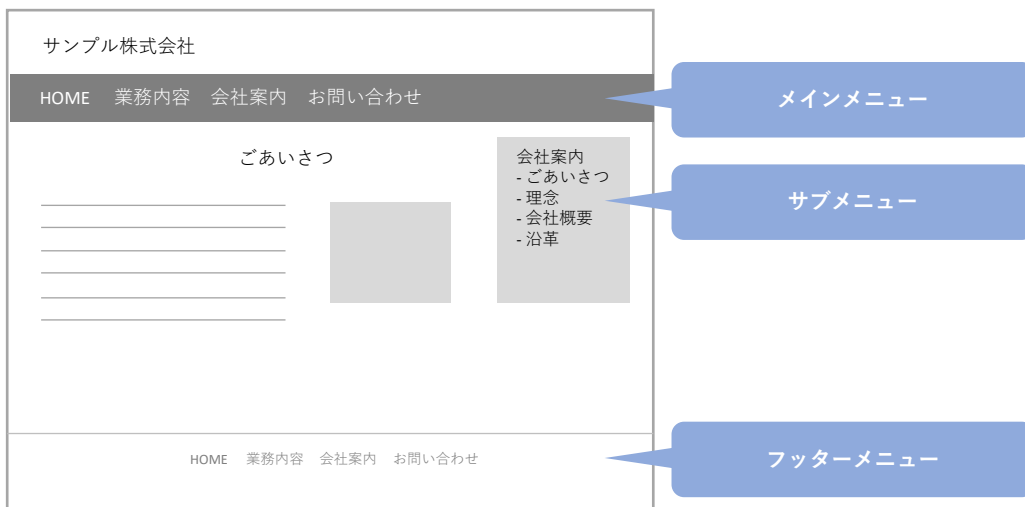 サンプル株式会社
HOME 業務内容 会社案内 お問い合わせ
メインメニュー
ごあいさつ
会社案内
- ごあいさつ
- 理念
- 会社概要
- 沿革
サブメニュー
HOME 業務内容 会社案内 お問い合わせ
フッターメニュー